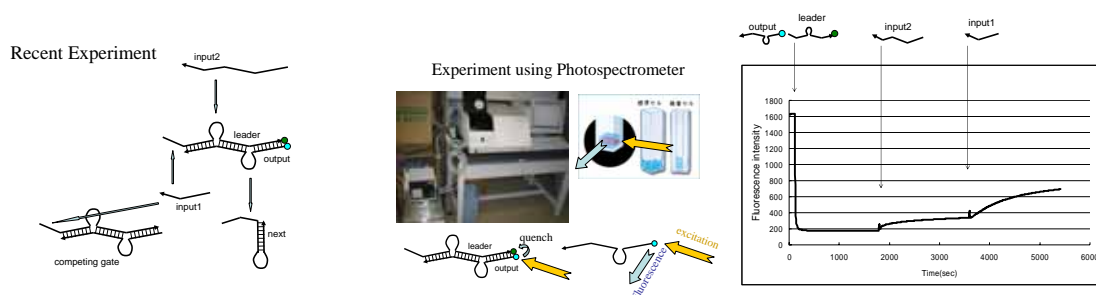 Recent Experiment
input2
leader
output
input1
next
competing gate
Experiment using Photospectrometer
leader
quench
output
excitation
Fluorescence
output
leader
input2
input1
Fluorescence intensity
1800
1600
1400
1200
1000
800
600
400
200
0
0 1000 2000 3000 4000 5000 6000
Time(sec)